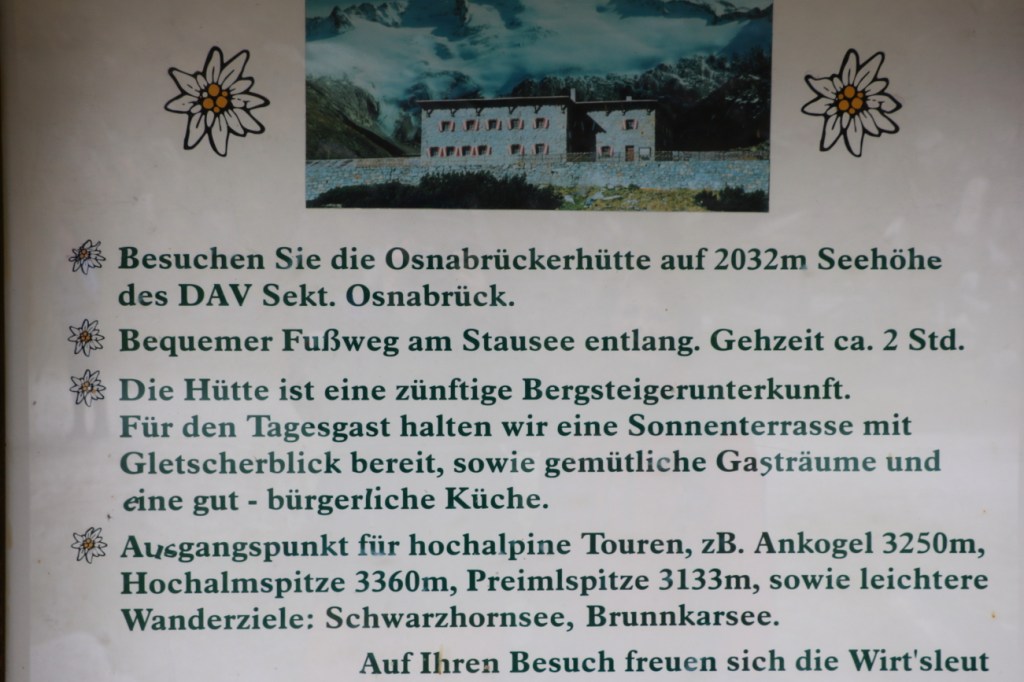 Besuchen Sie die Osnabrückerhütte auf 2032m Seehöhe
des DAV Sekt. Osnabrück.
Bequemer Fußweg am Stausee entlang. Gehzeit ca. 2 Std.
Die Hütte ist eine zünftige Bergsteigerunterkunft.
Für den Tagesgast halten wir eine Sonnenterrasse mit
Gletscherblick bereit, sowie gemütliche Gasträume und
eine gut - bürgerliche Küche.
Ausgangspunkt für hochalpine Touren, zB. Ankogel 3250m,
Hochalmspitze 3360m, Preimlspitze 3133m, sowie leichtere
Wanderziele: Schwarzhornsee, Brunnkarsee.
Auf Ihren Besuch freuen sich die Wirt'sleut